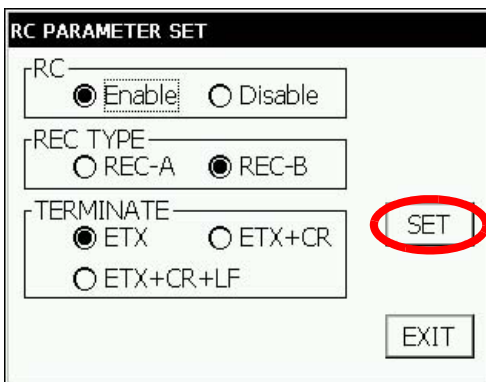 RC PARAMETER SET
RC
Enable Disable
REC TYPE
REC-A REC-B
TERMINATE
ETX ETX+CR
SET
ETX+CR+LF
EXIT